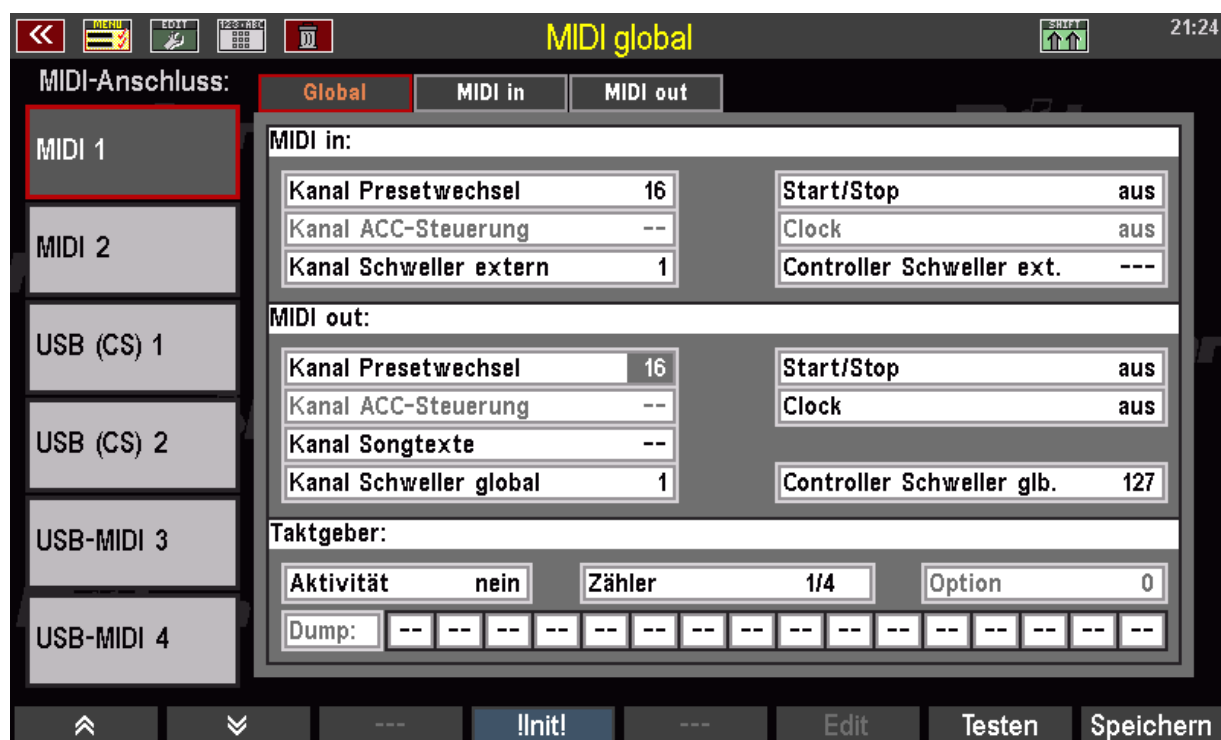 MENU EDIT 123·ABC MIDI global SHIFT 21:24
MIDI-Anschluss:
Global MIDI in MIDI out
MIDI 1
MIDI 2
USB (CS) 1
USB (CS) 2
USB-MIDI 3
USB-MIDI 4
MIDI in:
Kanal Presetwechsel 16 Start/Stop aus
Kanal ACC-Steuerung -- Clock aus
Kanal Schweller extern 1 Controller Schweller ext. ---
MIDI out:
Kanal Presetwechsel 16 Start/Stop aus
Kanal ACC-Steuerung -- Clock aus
Kanal Songtexte --
Kanal Schweller global 1 Controller Schweller glb. 127
Taktgeber:
Aktivität nein Zähler 1/4 Option 0
Dump: -- -- -- -- -- -- -- -- -- -- -- -- -- -- -- --
--- !Init! --- Edit Testen Speichern